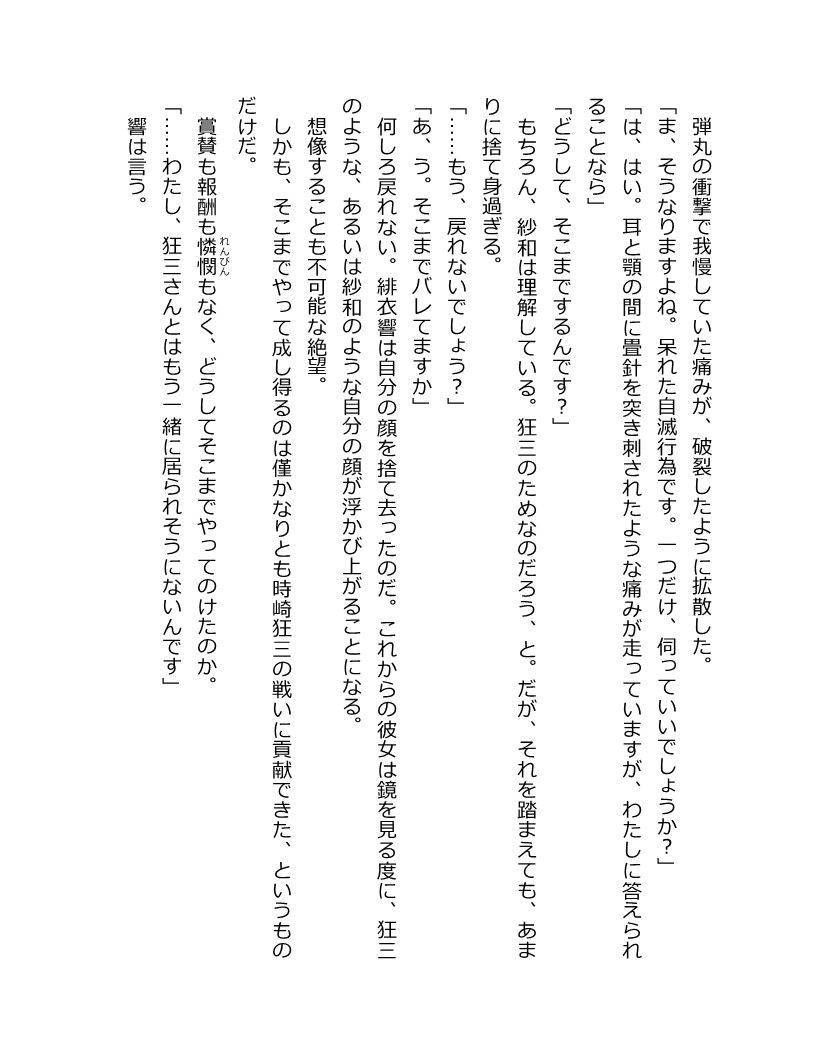 弾丸の衝撃で我慢していた痛みが、破裂したように拡散した。
「ま、そうなりますよね。呆れた自滅行為です。一つだけ、伺っていいでしょうか？」
「は、はい。耳と顎の間に畳針を突き刺されたような痛みが走っていますが、わたしに答えられ
ることなら」
「どうして、そこまでするんです？」
　もちろん、紗和は理解している。狂三のためなのだろう、と。だが、それを踏まえても、あま
りに捨て身過ぎる。
「……もう、戻れないでしょう？」
「あ、う。そこまでバレてますか」
　何しろ戻れない。緋衣響は自分の顔を捨て去ったのだ。これからの彼女は鏡を見る度に、狂三
のような、あるいは紗和のような自分の顔が浮かび上がることになる。
　想像することも不可能な絶望。
　しかも、そこまでやって成し得るのは僅かなりとも時崎狂三の戦いに貢献できた、というもの
だけだ。
　賞賛も報酬も憐憫れんびんもなく、どうしてそこまでやってのけたのか。
「……わたし、狂三さんとはもう一緒に居られそうにないんです」
　響は言う。